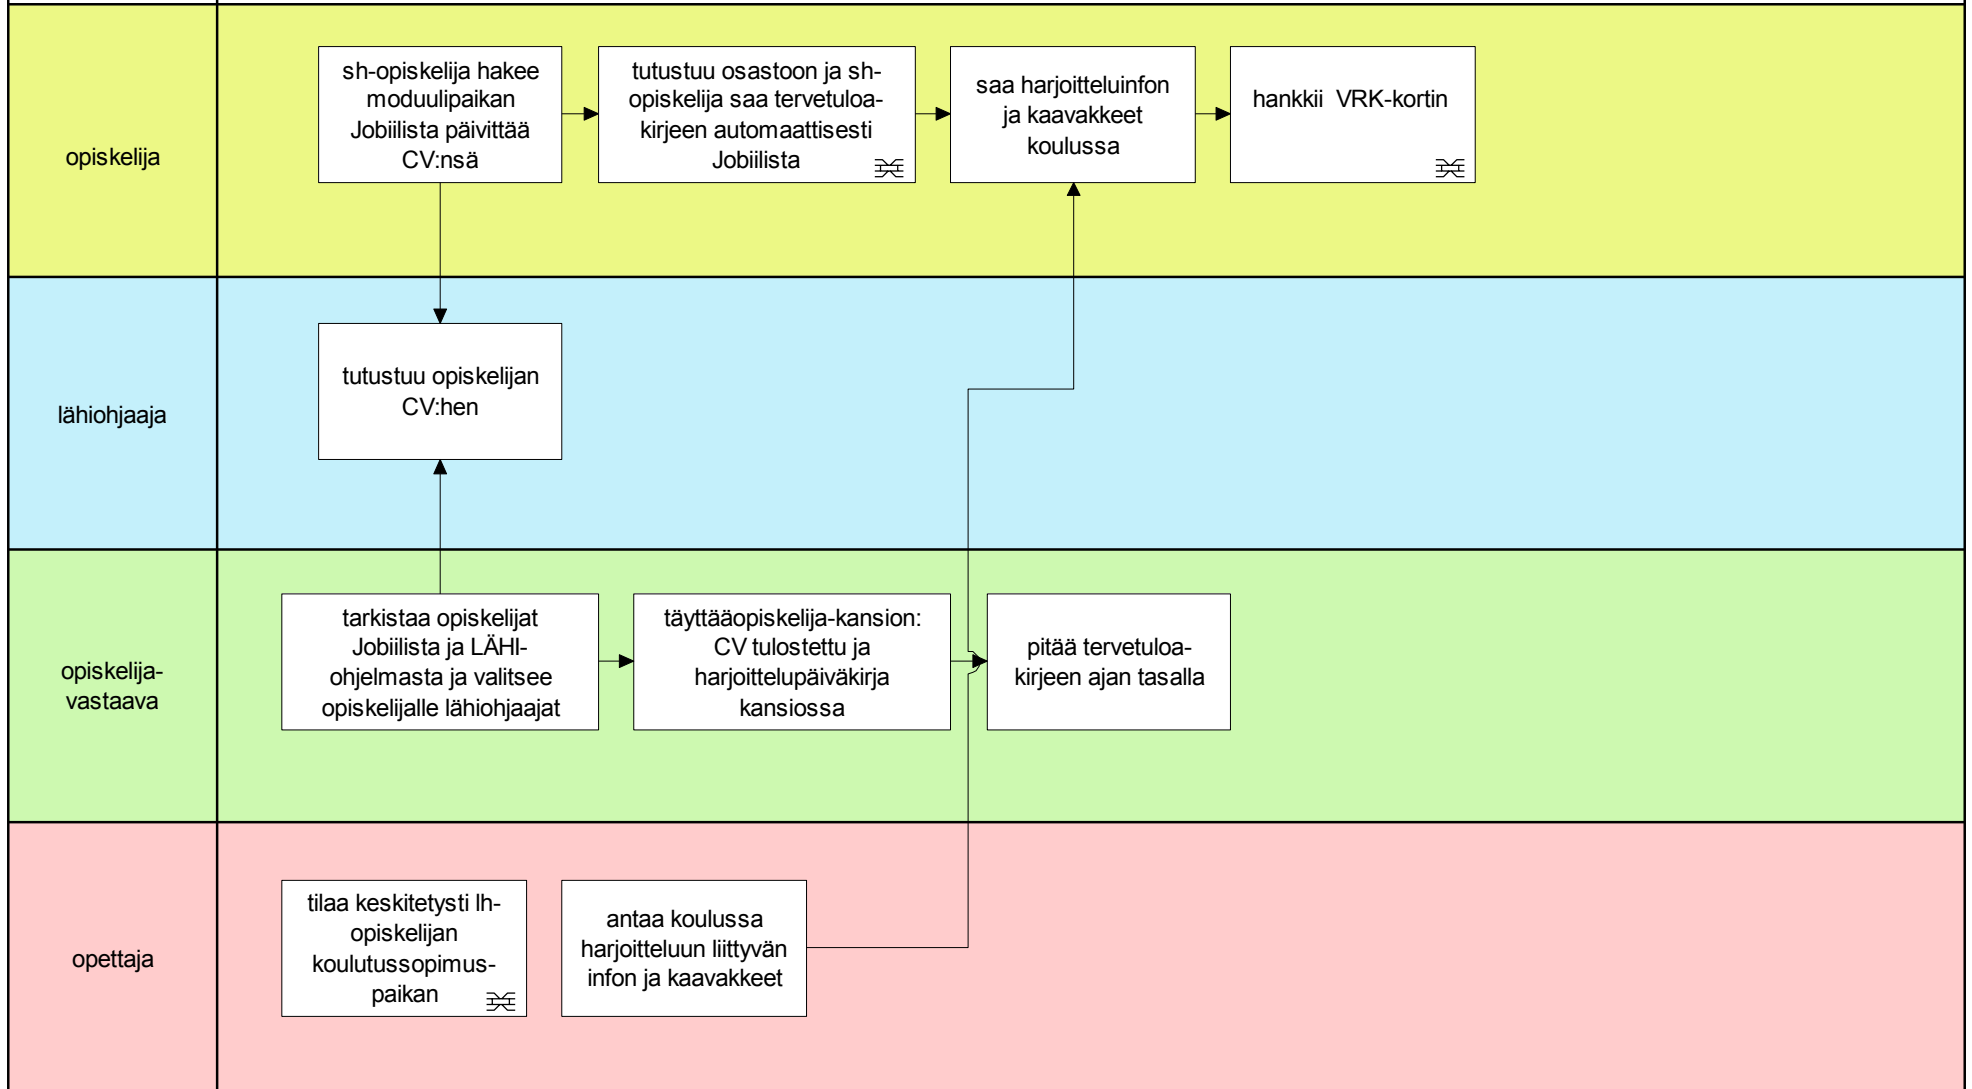 opiskelija
sh-opiskelija hakee
moduulipaikan
Jobiilista päivittää
CV:nsä
tutustuu osastoon ja sh-
opiskelija saa tervetuloa-
kirjeen automaattisesti
Jobiilista
saa harjoitteluinfon
ja kaavakkeet
koulussa
hankkii VRK-kortin
lähiohjaaja
tutustuu opiskelijan
CV:hen
opiskelija-
vastaava
tarkistaa opiskelijat
Jobiilista ja LÄHI-
ohjelmasta ja valitsee
opiskelijalle lähiohjaajat
täyttääopiskelija-kansion:
CV tulostettu ja
harjoittelupäiväkirja
kansiossa
pitää tervetuloa-
kirjeen ajan tasalla
opettaja
tilaa keskitetysti lh-
opiskelijan
koulutussopimus-
paikan
antaa koulussa
harjoitteluun liittyvän
infon ja kaavakkeet